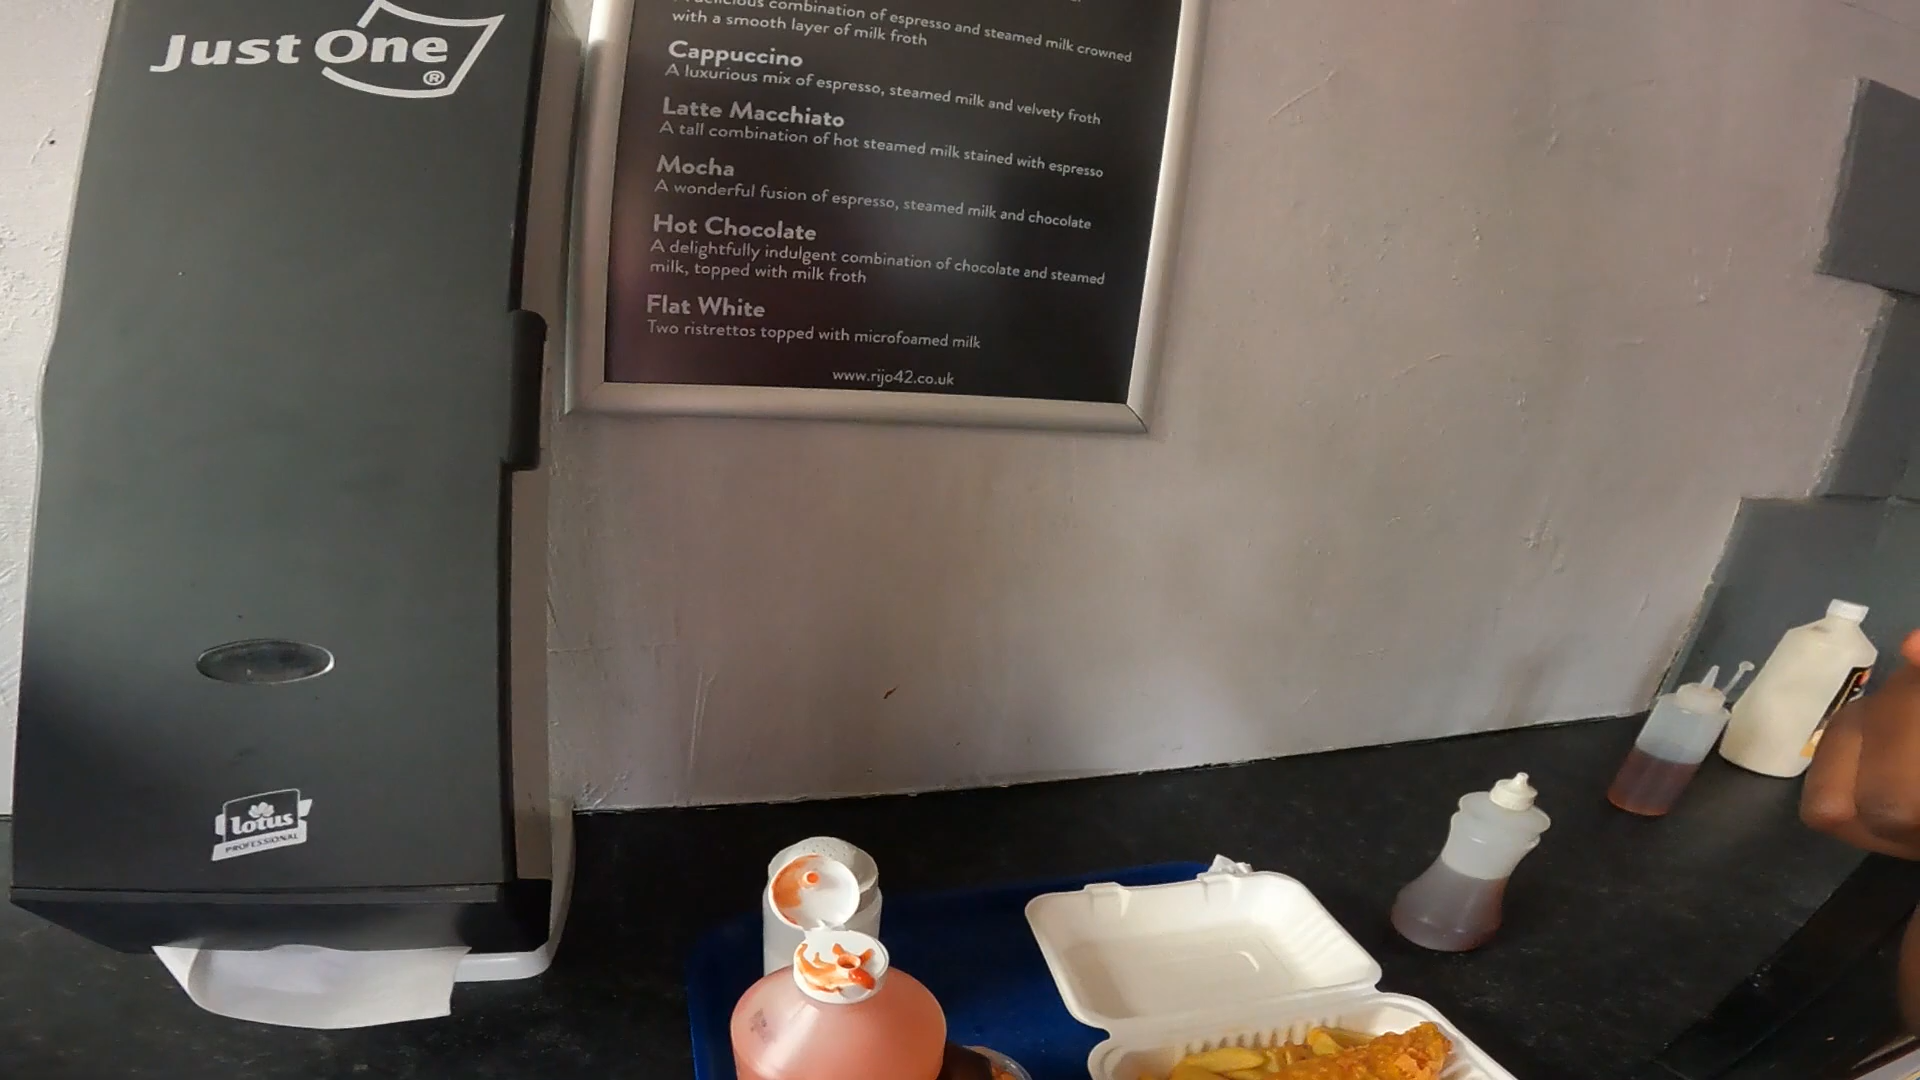 Just One
®
delicious combination of espresso and steamed milk crowned
with a smooth layer of milk froth
Cappuccino
A luxurious mix of espresso, steamed milk and velvety froth
Latte Macchiato
A tall combination of hot steamed milk stained with espresso
Mocha
A wonderful fusion of espresso, steamed milk and chocolate
Hot Chocolate
A delightfully indulgent combination of chocolate and steamed
milk, topped with milk froth
Flat White
Two ristrettos topped with microfoamed milk
www.rijo42.co.uk
lotus
PROFESSIONAL